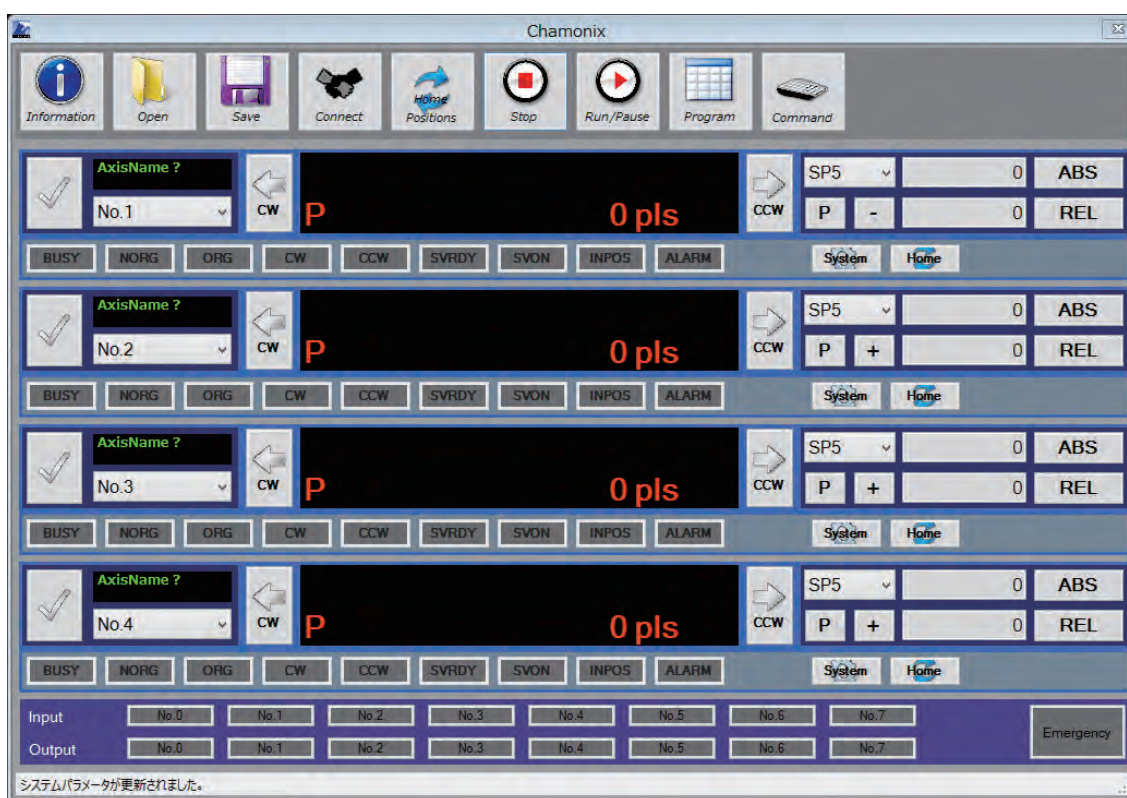 Chamonix
Information Open Save Connect Home Positions Stop Run/Pause Program Command
AxisName ?
No.1
CW
P 0 pls
CCW
SP5 0 ABS
P - 0 REL
BUSY NORG ORG CW CCW SVRDY SVON INPOS ALARM System Home
AxisName ?
No.2
CW
P 0 pls
CCW
SP5 0 ABS
P + 0 REL
BUSY NORG ORG CW CCW SVRDY SVON INPOS ALARM System Home
AxisName ?
No.3
CW
P 0 pls
CCW
SP5 0 ABS
P + 0 REL
BUSY NORG ORG CW CCW SVRDY SVON INPOS ALARM System Home
AxisName ?
No.4
CW
P 0 pls
CCW
SP5 0 ABS
P + 0 REL
BUSY NORG ORG CW CCW SVRDY SVON INPOS ALARM System Home
Input No.0 No.1 No.2 No.3 No.4 No.5 No.6 No.7
Output No.0 No.1 No.2 No.3 No.4 No.5 No.6 No.7
Emergency
システムパラメータが更新されました。